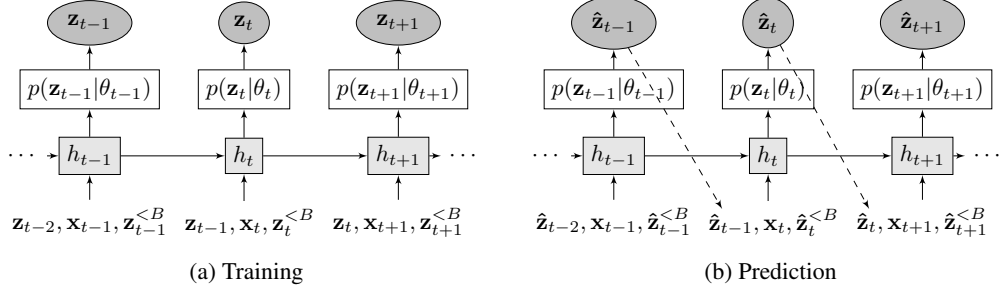 z_{t−1} z_t z_{t+1} ẑ_{t−1} ẑ_t ẑ_{t+1}
p(z_{t−1}|θ_{t−1}) p(z_t|θ_t) p(z_{t+1}|θ_{t+1}) p(z_{t−1}|θ_{t−1}) p(z_t|θ_t) p(z_{t+1}|θ_{t+1})
··· h_{t−1} h_t h_{t+1} ··· ··· h_{t−1} h_t h_{t+1} ···
z_{t−2}, x_{t−1}, z_{t−1}^{<B} z_{t−1}, x_t, z_t^{<B} z_t, x_{t+1}, z_{t+1}^{<B} ẑ_{t−2}, x_{t−1}, ẑ_{t−1}^{<B} ẑ_{t−1}, x_t, ẑ_t^{<B} ẑ_t, x_{t+1}, ẑ_{t+1}^{<B}
(a) Training (b) Prediction